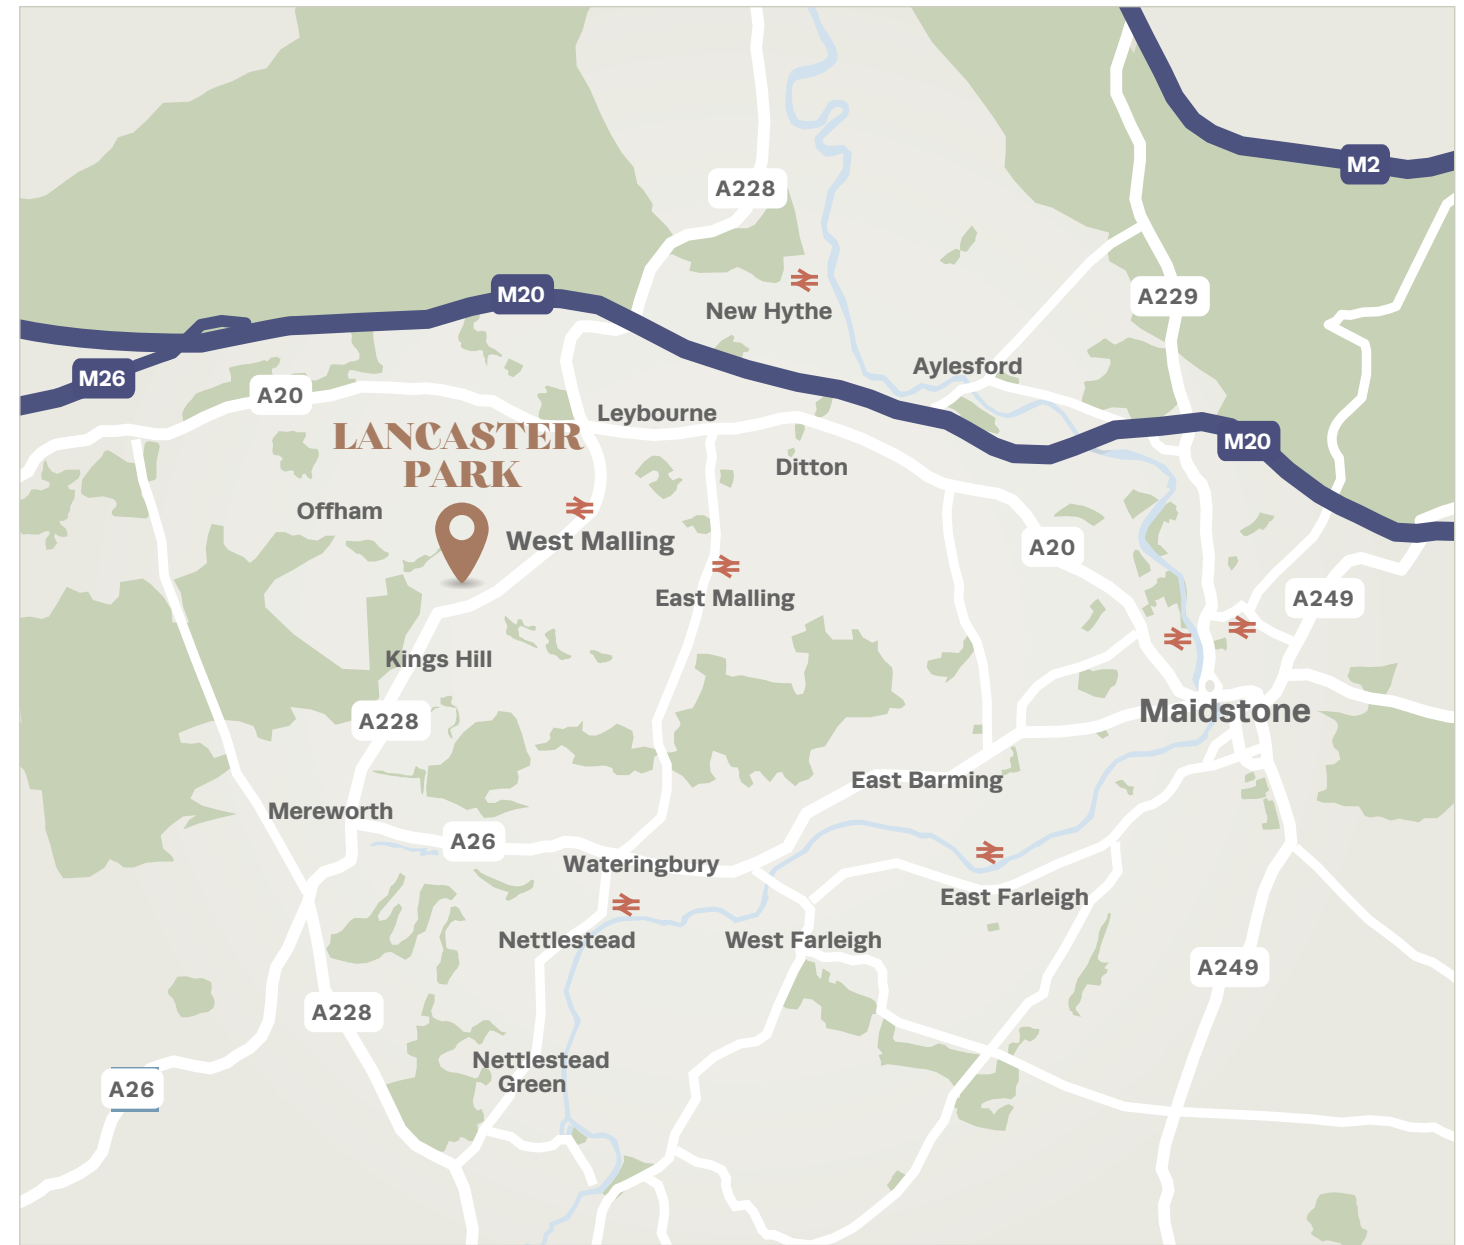 M2
A228
M20
A229
New Hythe
Aylesford
M26
A20
Leybourne
LANCASTER
PARK
M20
Ditton
Offham
West Malling
A20
East Malling
A249
Kings Hill
Maidstone
A228
East Barming
Mereworth
A26
Wateringbury
East Farleigh
Nettlestead
West Farleigh
A249
A228
Nettlestead
Green
A26